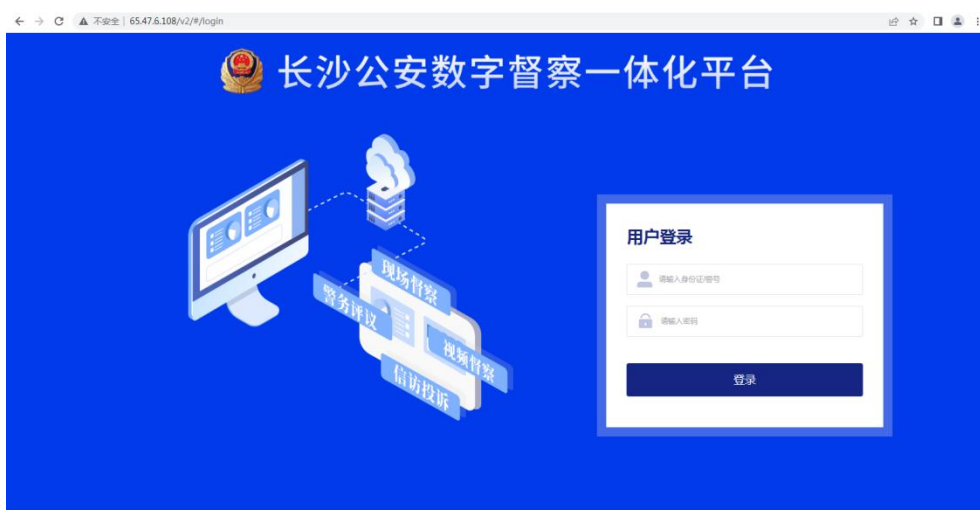 不安全 | 65.47.6.108/v2/#/login
长沙公安数字督察一体化平台
现场督察
警务评议
视频督察
信访投诉
用户登录
请输入身份证/警号
请输入密码
登录